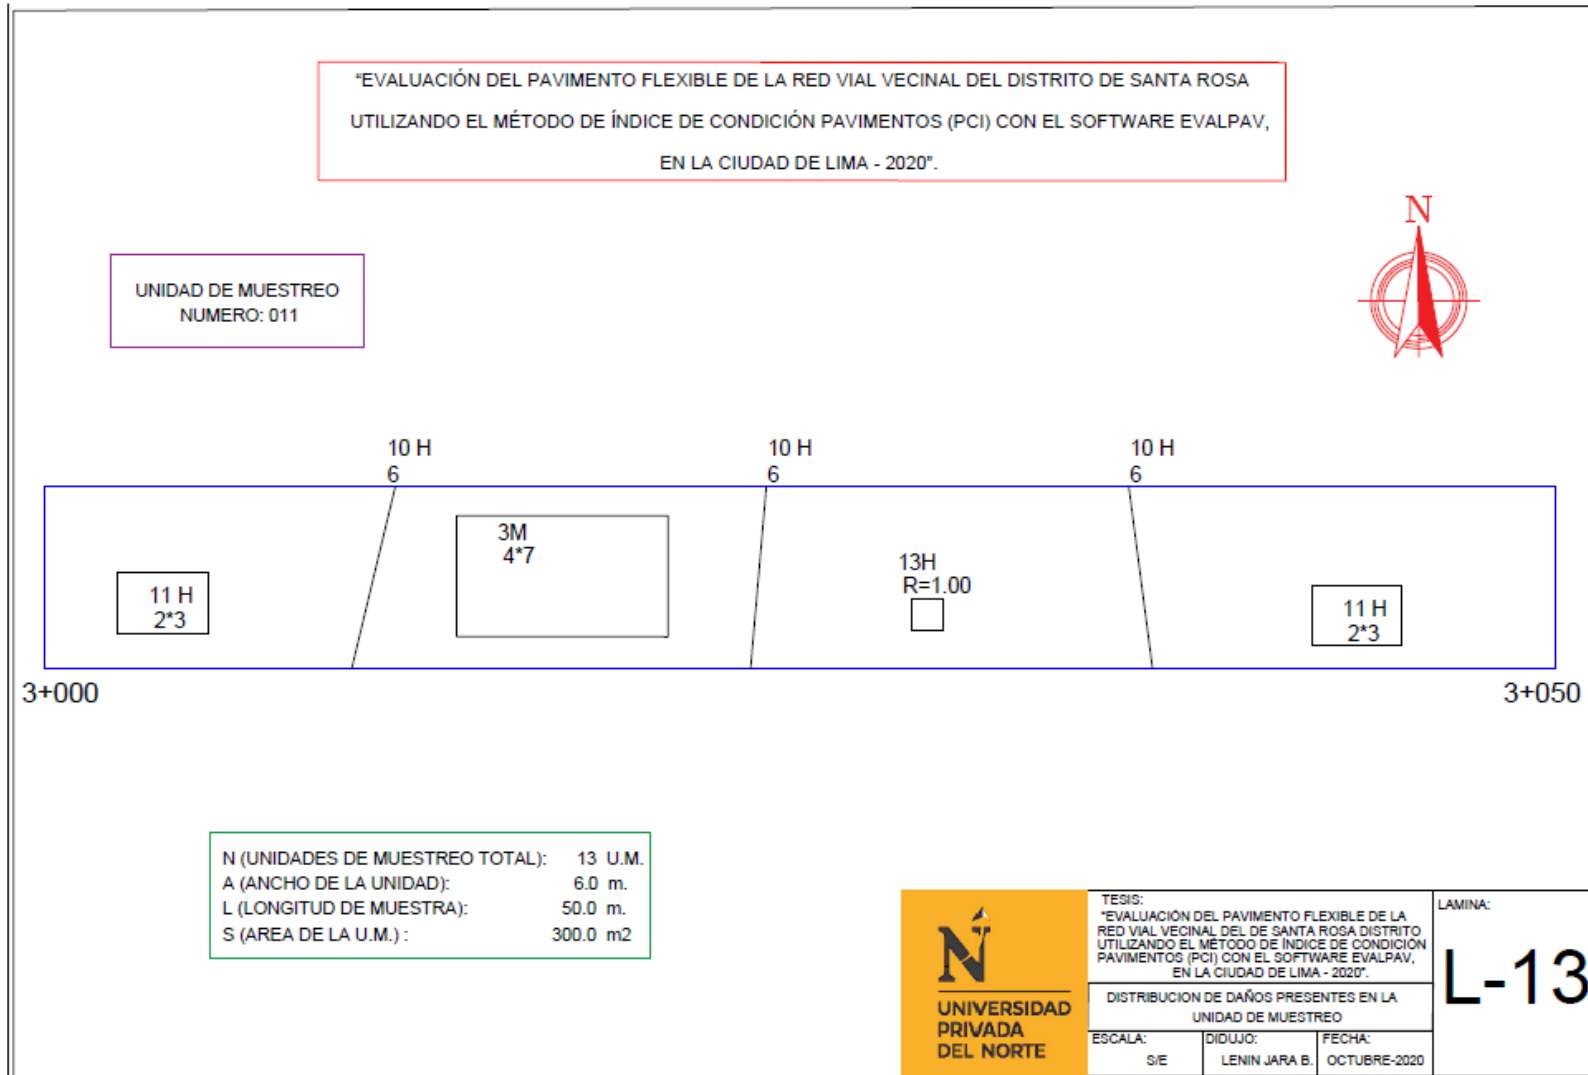 “EVALUACIÓN DEL PAVIMENTO FLEXIBLE DE LA RED VIAL VECINAL DEL DISTRITO DE SANTA ROSA
UTILIZANDO EL MÉTODO DE ÍNDICE DE CONDICIÓN PAVIMENTOS (PCI) CON EL SOFTWARE EVALPAV,
EN LA CIUDAD DE LIMA - 2020”.
N
UNIDAD DE MUESTREO
NUMERO: 011
10 H
6
10 H
6
10 H
6
11 H
2*3
3M
4*7
13H
R=1.00
11 H
2*3
3+000
3+050
N (UNIDADES DE MUESTREO TOTAL): 13 U.M.
A (ANCHO DE LA UNIDAD): 6.0 m.
L (LONGITUD DE MUESTRA): 50.0 m.
S (AREA DE LA U.M.) : 300.0 m2
N
UNIVERSIDAD
PRIVADA
DEL NORTE
TESIS:
“EVALUACIÓN DEL PAVIMENTO FLEXIBLE DE LA
RED VIAL VECINAL DEL DE SANTA ROSA DISTRITO
UTILIZANDO EL MÉTODO DE ÍNDICE DE CONDICIÓN
PAVIMENTOS (PCI) CON EL SOFTWARE EVALPAV,
EN LA CIUDAD DE LIMA - 2020”.
DISTRIBUCION DE DAÑOS PRESENTES EN LA
UNIDAD DE MUESTREO
ESCALA:
S/E
DIDUJO:
LENIN JARA B.
FECHA:
OCTUBRE-2020
LAMINA:
L-13